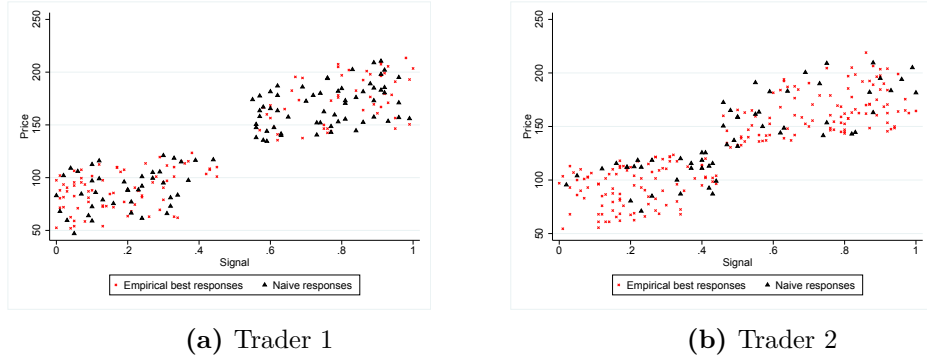 250
200
Price
150
100
50
0 .2 .4 .6 .8 1
Signal
Empirical best responses Naive responses
(a) Trader 1
250
200
Price
150
100
50
0 .2 .4 .6 .8 1
Signal
Empirical best responses Naive responses
(b) Trader 2